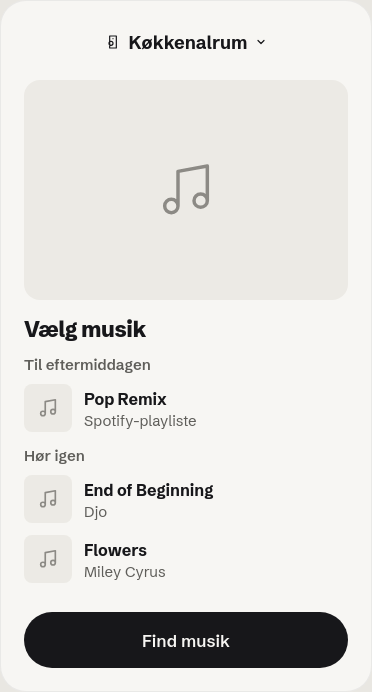 Køkkenalrum
Vælg musik
Til eftermiddagen
Pop Remix
Spotify-playliste
Hør igen
End of Beginning
Djo
Flowers
Miley Cyrus
Find musik